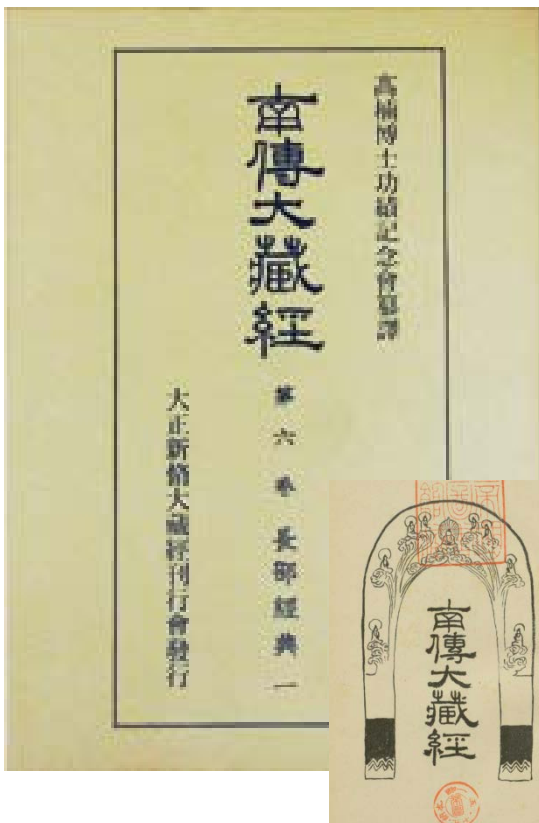 高楠博士功績記念會纂譯
南傳大藏經
第六卷 長部經典 一
大正新脩大藏經刊行會發行
南傳大藏經